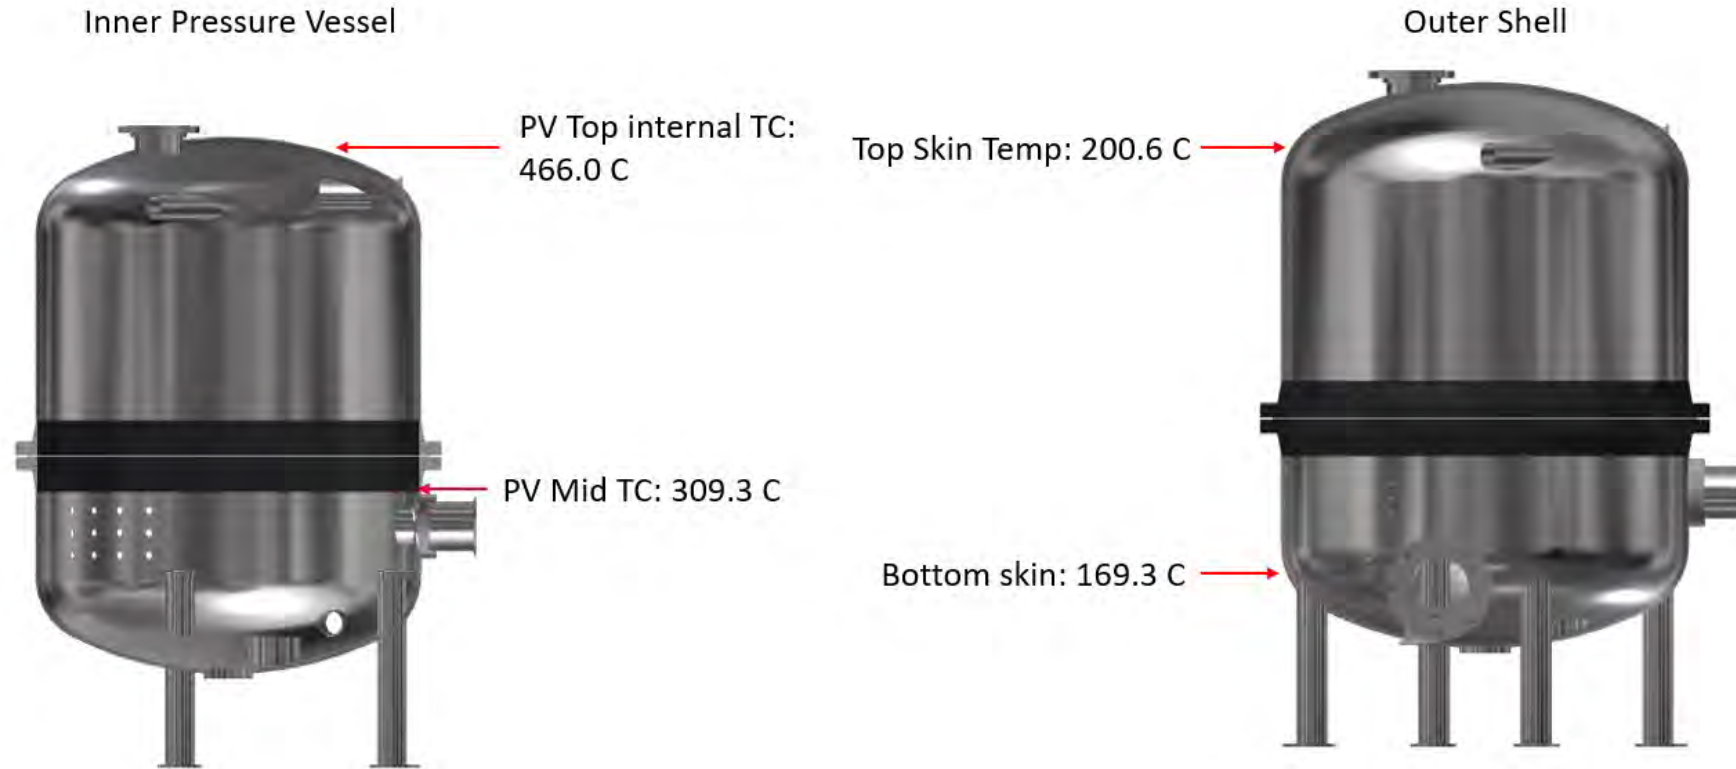 Inner Pressure Vessel
Outer Shell
PV Top internal TC:
466.0 C
Top Skin Temp: 200.6 C
PV Mid TC: 309.3 C
Bottom skin: 169.3 C